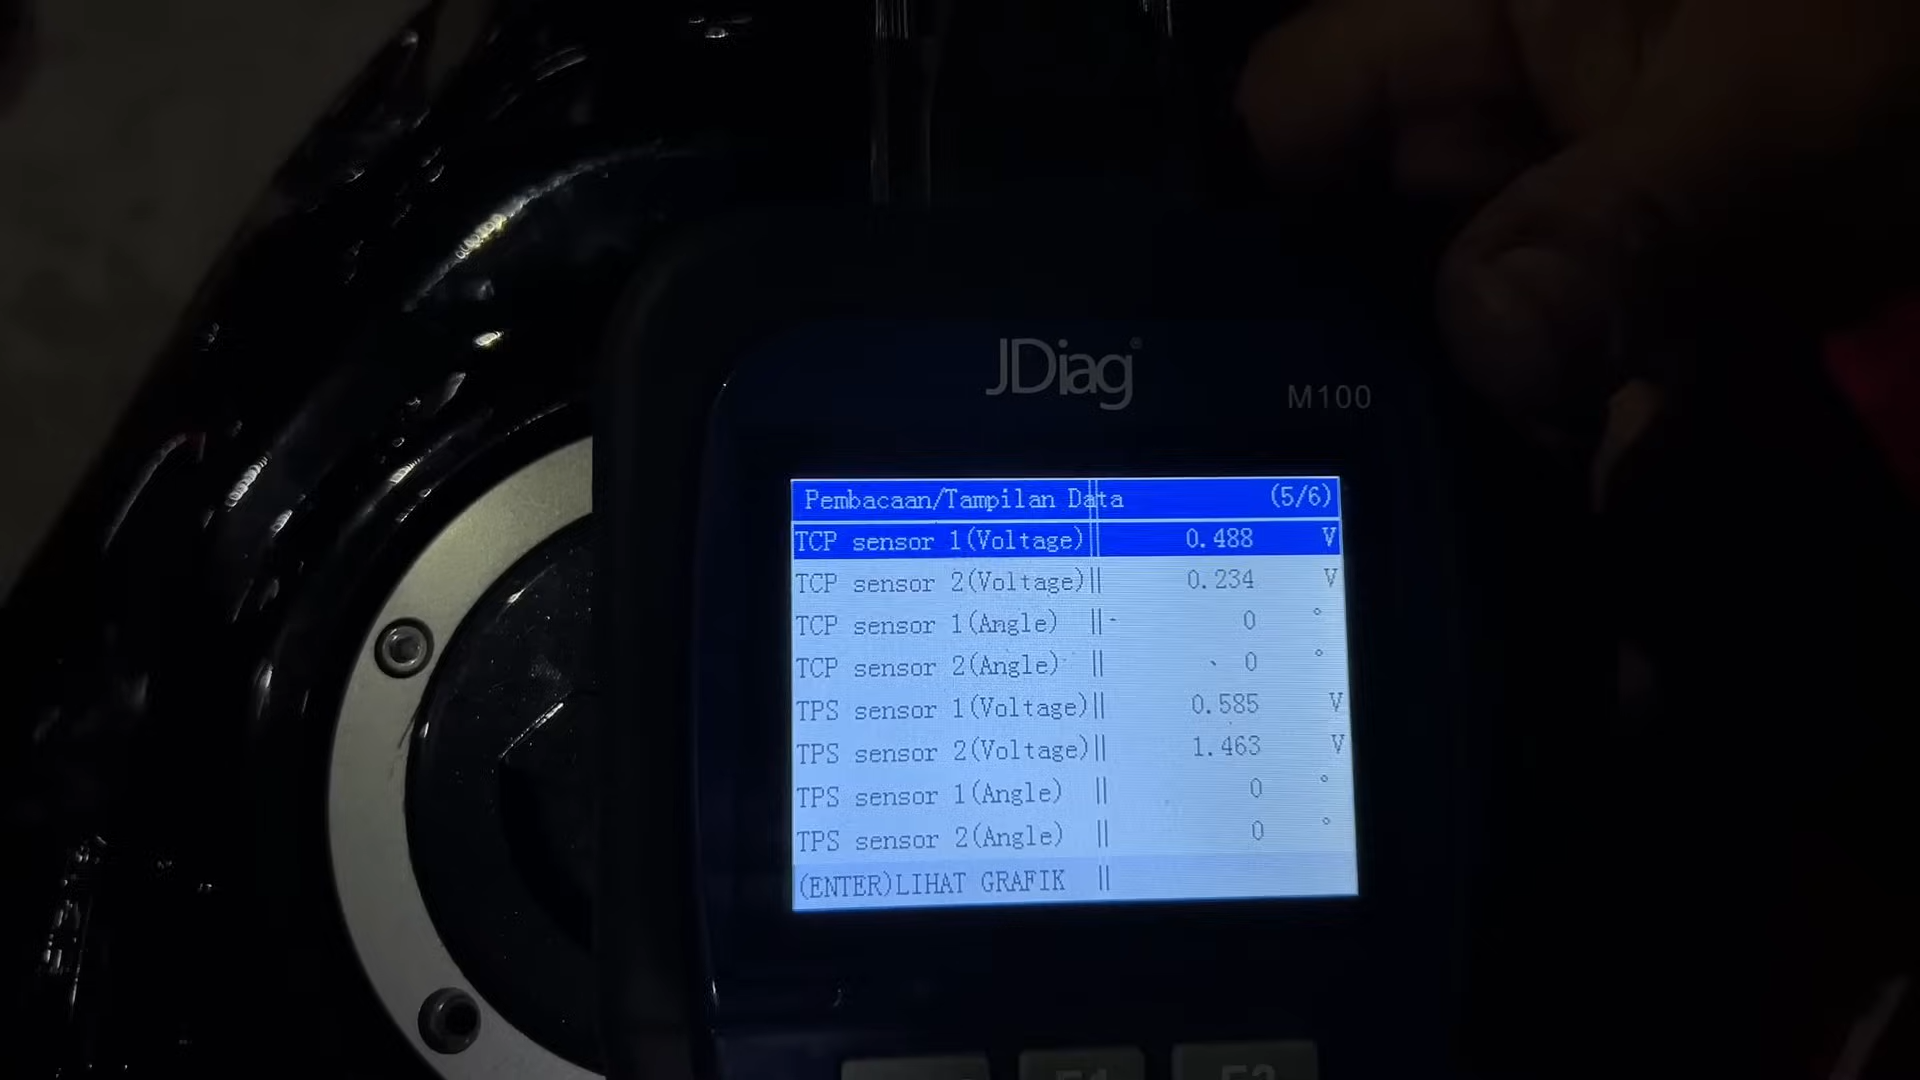 JDiag®
M100
Pembacaan/Tampilan Data (5/6)
TCP sensor 1(Voltage)|| 0.488 V
TCP sensor 2(Voltage)|| 0.234 V
TCP sensor 1(Angle) || 0 °
TCP sensor 2(Angle) || 0 °
TPS sensor 1(Voltage)|| 0.585 V
TPS sensor 2(Voltage)|| 1.463 V
TPS sensor 1(Angle) || 0 °
TPS sensor 2(Angle) || 0 °
(ENTER)LIHAT GRAFIK ||